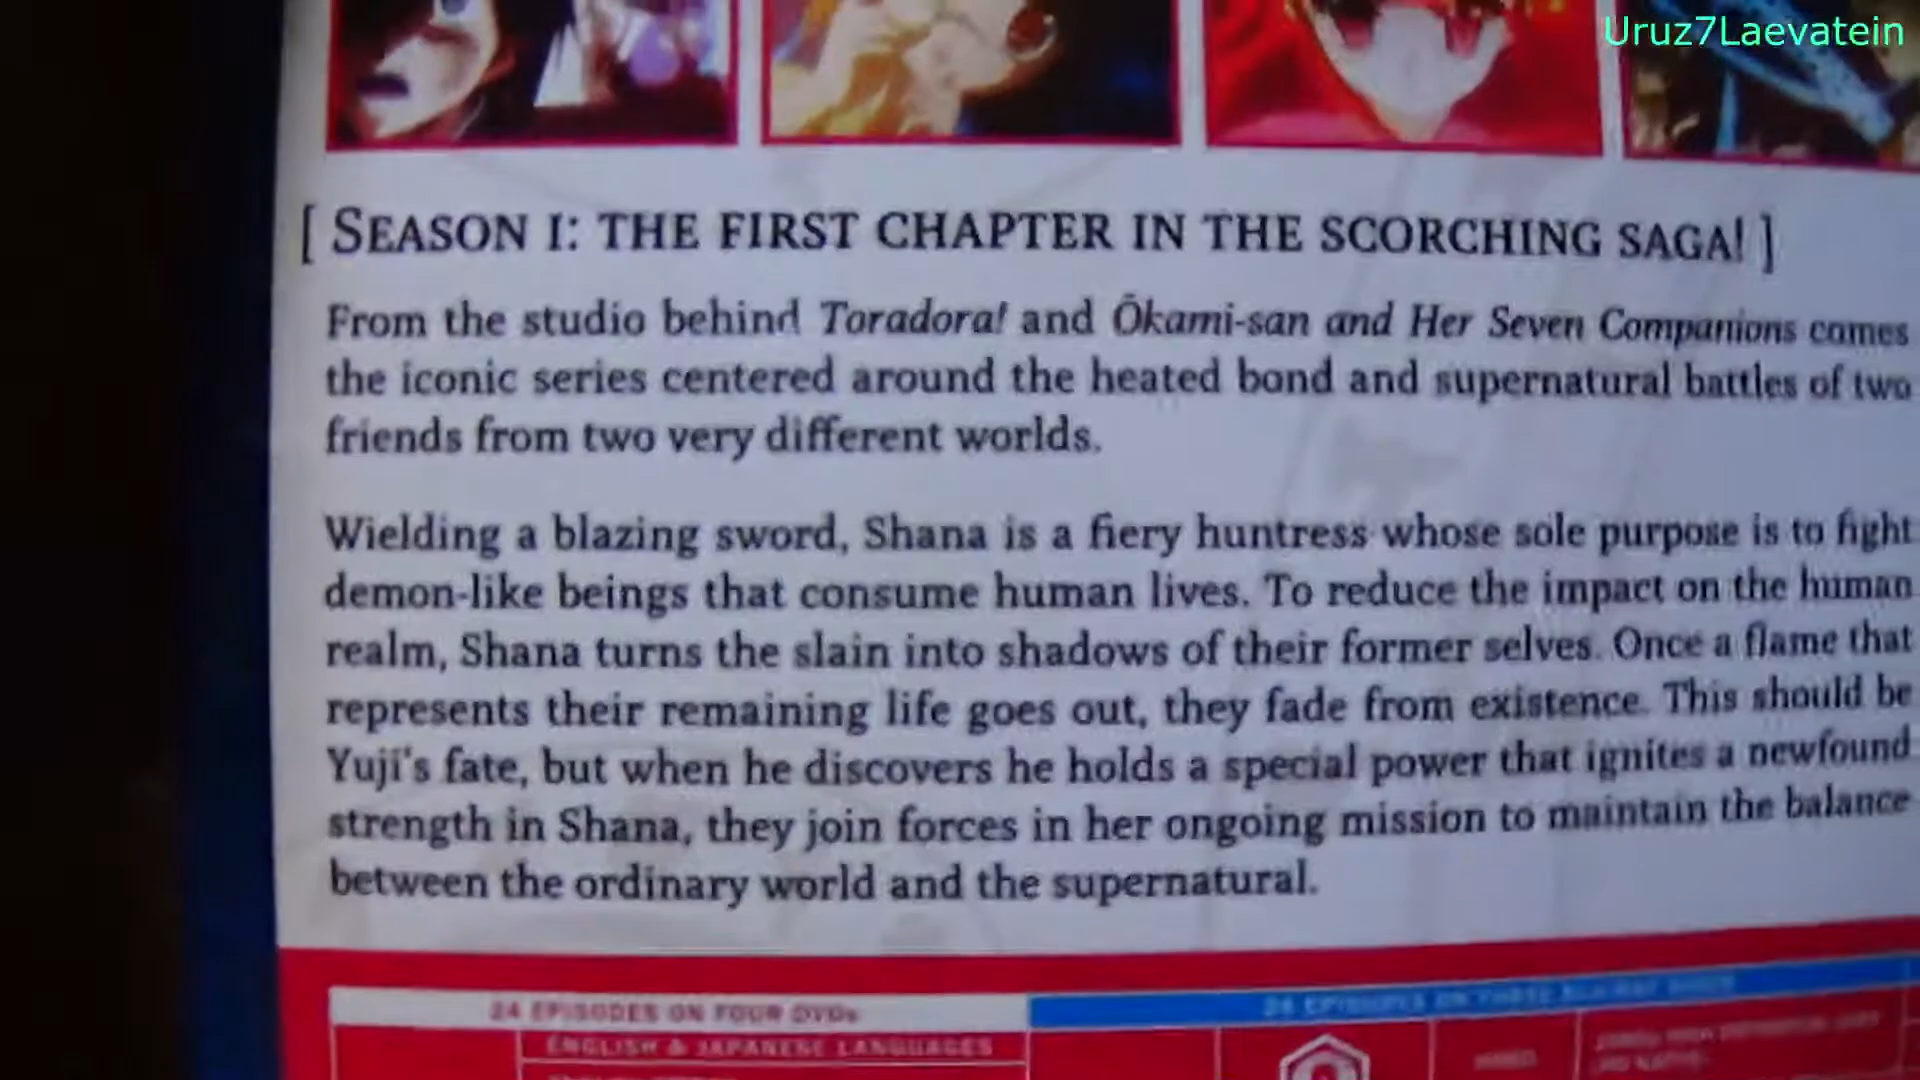 Uruz7Laevatein
[ SEASON I: THE FIRST CHAPTER IN THE SCORCHING SAGA! ]
From the studio behind Toradora! and Ōkami-san and Her Seven Companions comes
the iconic series centered around the heated bond and supernatural battles of two
friends from two very different worlds.
Wielding a blazing sword, Shana is a fiery huntress whose sole purpose is to fight
demon-like beings that consume human lives. To reduce the impact on the human
realm, Shana turns the slain into shadows of their former selves. Once a flame that
represents their remaining life goes out, they fade from existence. This should be
Yuji's fate, but when he discovers he holds a special power that ignites a newfound
strength in Shana, they join forces in her ongoing mission to maintain the balance
between the ordinary world and the supernatural.
24 EPISODES ON FOUR DVDs
24 EPISODES ON THREE BLU-RAY DISCS
ENGLISH & JAPANESE LANGUAGES